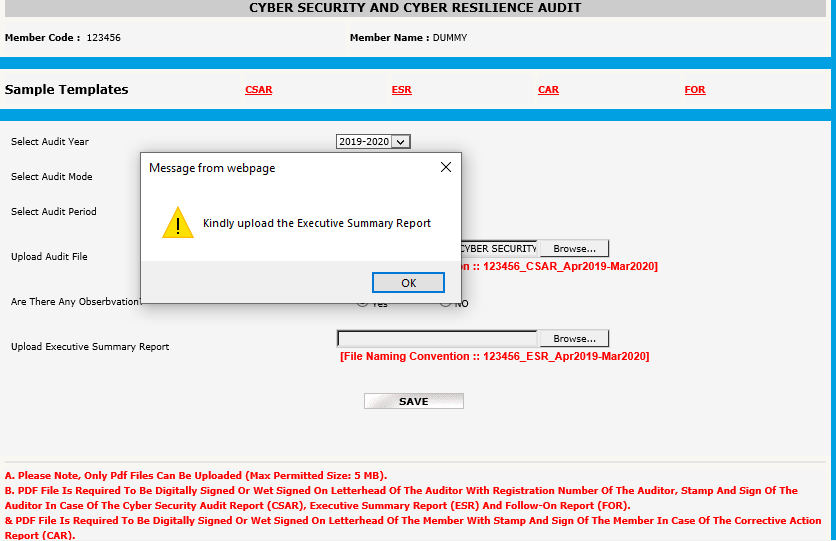 CYBER SECURITY AND CYBER RESILIENCE AUDIT
Member Code : 123456 Member Name : DUMMY
Sample Templates CSAR ESR CAR FOR
Select Audit Year 2019-2020
Message from webpage
Select Audit Mode
Select Audit Period
Kindly upload the Executive Summary Report
Upload Audit File CYBER SECURITY Browse...
on :: 123456_CSAR_Apr2019-Mar2020]
OK
Are There Any Obserbvation? Yes NO
Upload Executive Summary Report Browse...
[File Naming Convention :: 123456_ESR_Apr2019-Mar2020]
SAVE
A. Please Note, Only Pdf Files Can Be Uploaded (Max Permitted Size: 5 MB).
B. PDF File Is Required To Be Digitally Signed Or Wet Signed On Letterhead Of The Auditor With Registration Number Of The Auditor, Stamp And Sign Of The
Auditor In Case Of The Cyber Security Audit Report (CSAR), Executive Summary Report (ESR) And Follow-On Report (FOR).
& PDF File Is Required To Be Digitally Signed Or Wet Signed On Letterhead Of The Member With Stamp And Sign Of The Member In Case Of The Corrective Action
Report (CAR).